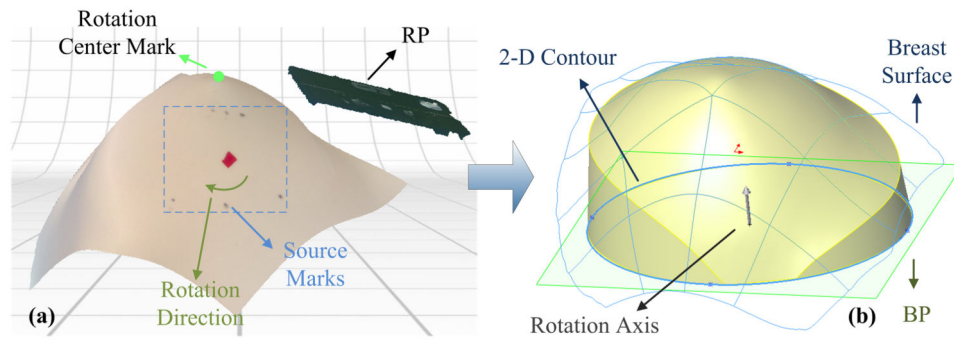 Rotation
Center Mark
RP
Source
Marks
Rotation
Direction
(a)
2-D Contour
Breast
Surface
Rotation Axis
BP
(b)